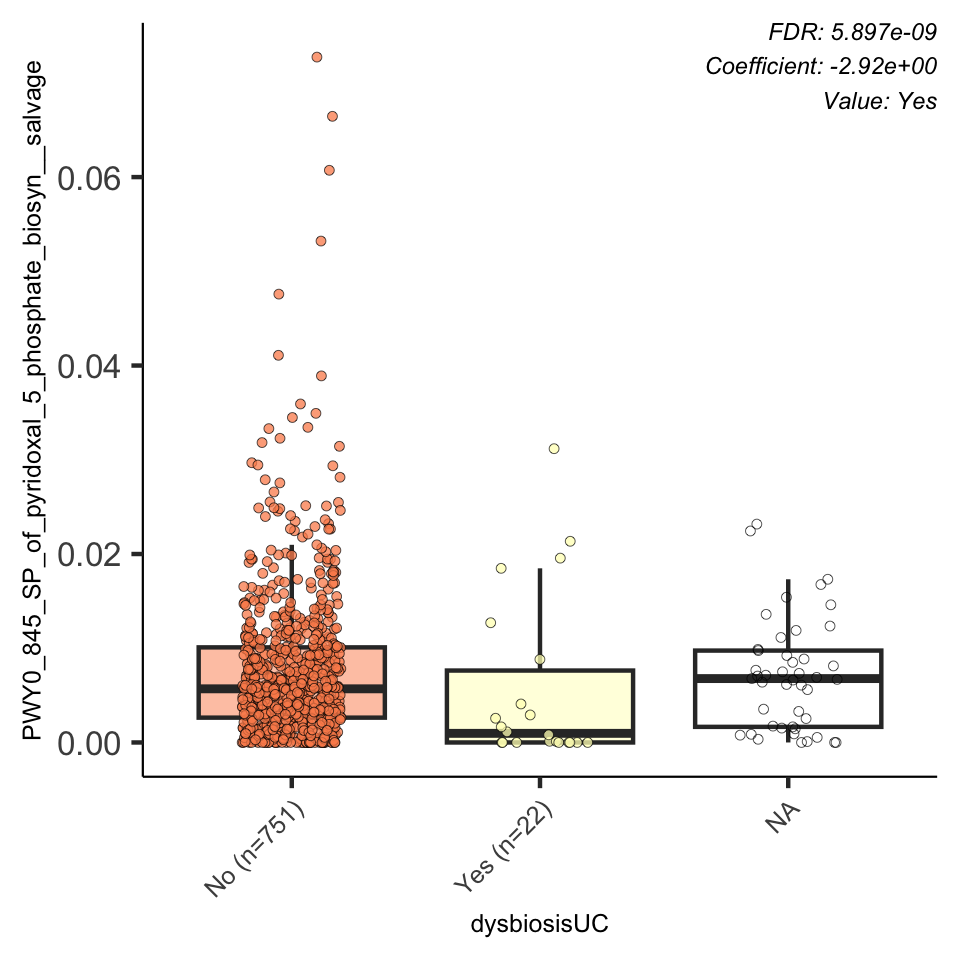 FDR: 5.897e-09
Coefficient: -2.92e+00
Value: Yes
PWY0_845_SP_of_pyridoxal_5_phosphate_biosyn__salvage
0.06
0.04
0.02
0.00
No (n=751)
Yes (n=22)
NA
dysbiosisUC